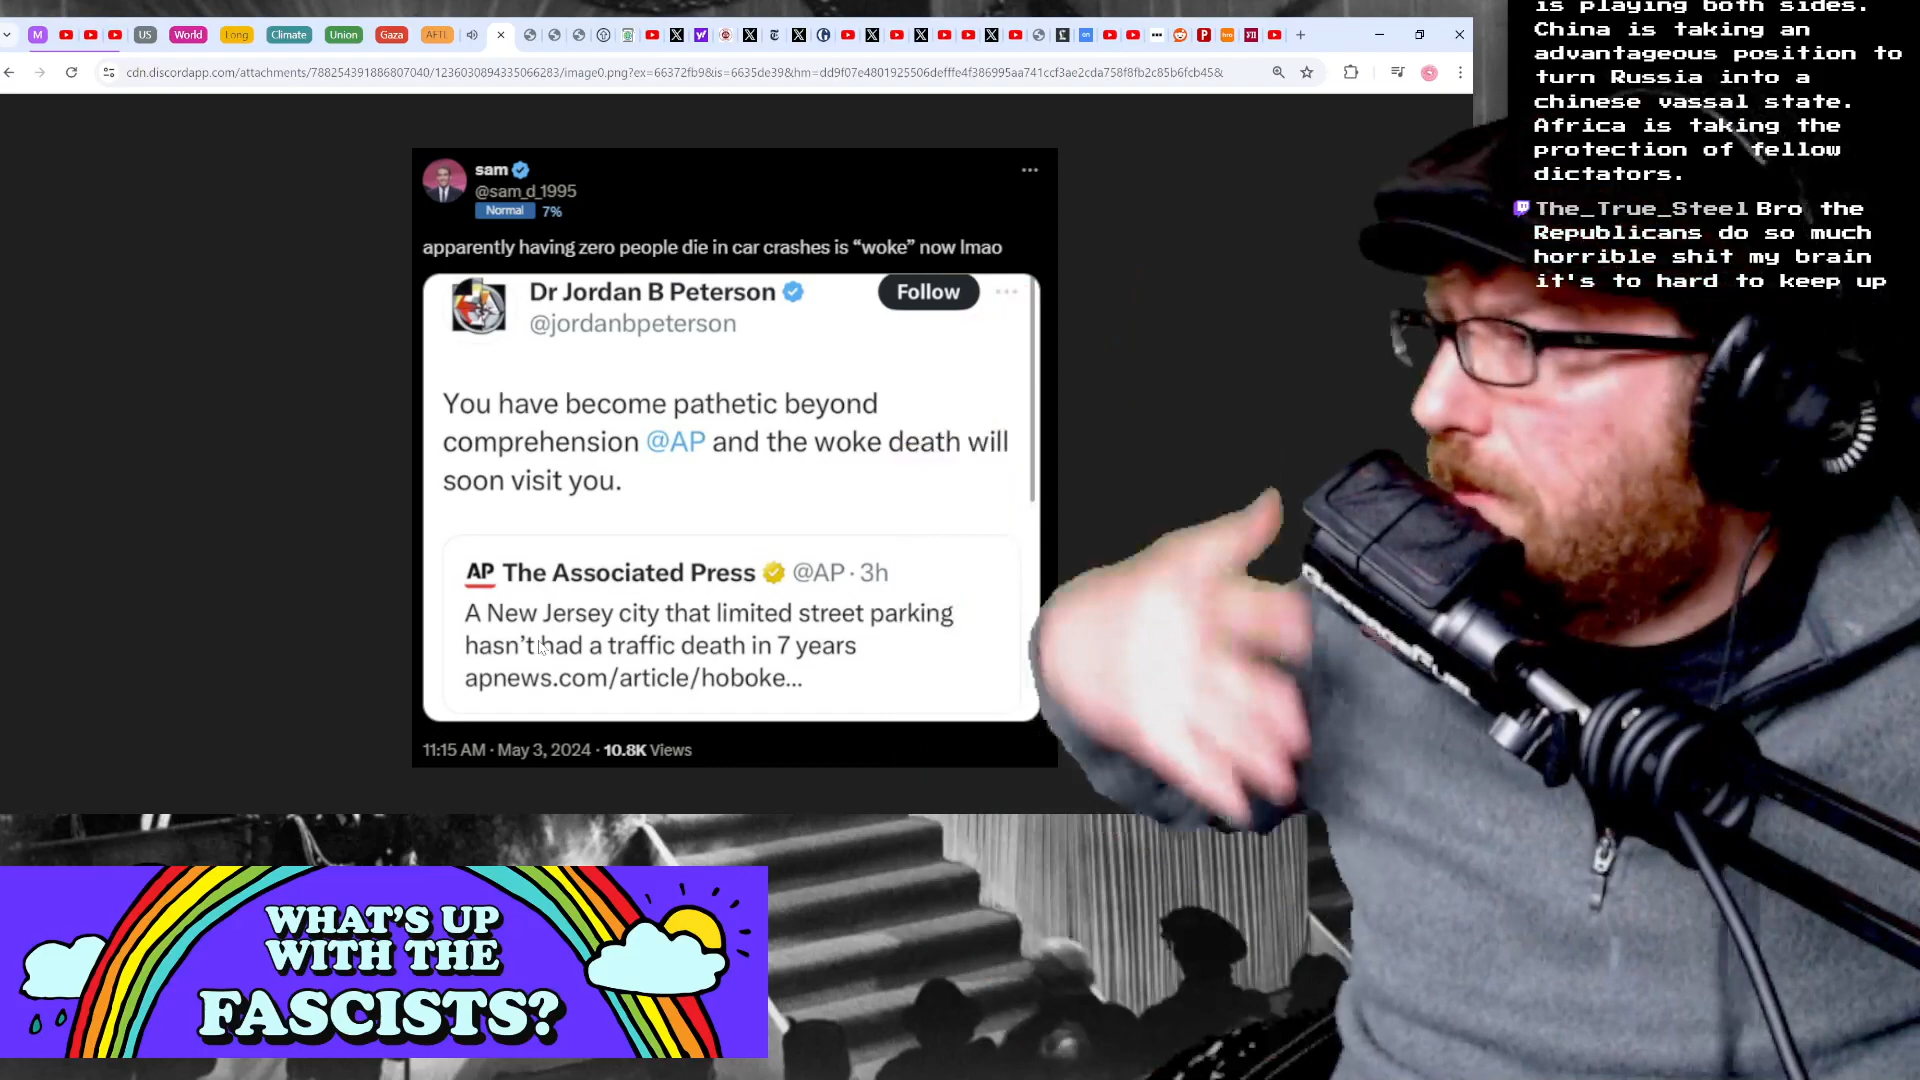 M
US
World
Long
Climate
Union
Gaza
AFTL
cdn.discordapp.com/attachments/788254391886807040/1236030894335066283/image0.png?ex=66372fb9&is=6635de39&hm=dd9f07e4801925506defffe4f386995aa741ccf3ae2cda758f8fb2c85b6fcb45&
sam
@sam_d_1995
Normal 7%
apparently having zero people die in car crashes is “woke” now lmao
Dr Jordan B Peterson
Follow
@jordanbpeterson
You have become pathetic beyond
comprehension @AP and the woke death will
soon visit you.
AP The Associated Press @AP · 3h
A New Jersey city that limited street parking
hasn’t had a traffic death in 7 years
apnews.com/article/hoboke...
11:15 AM · May 3, 2024 · 10.8K Views
is playing both sides.
China is taking an
advantageous position to
turn Russia into a
chinese vassal state.
Africa is taking the
protection of fellow
dictators.
The_True_Steel Bro the
Republicans do so much
horrible shit my brain
it's to hard to keep up
WHAT'S UP
WITH THE
FASCISTS?